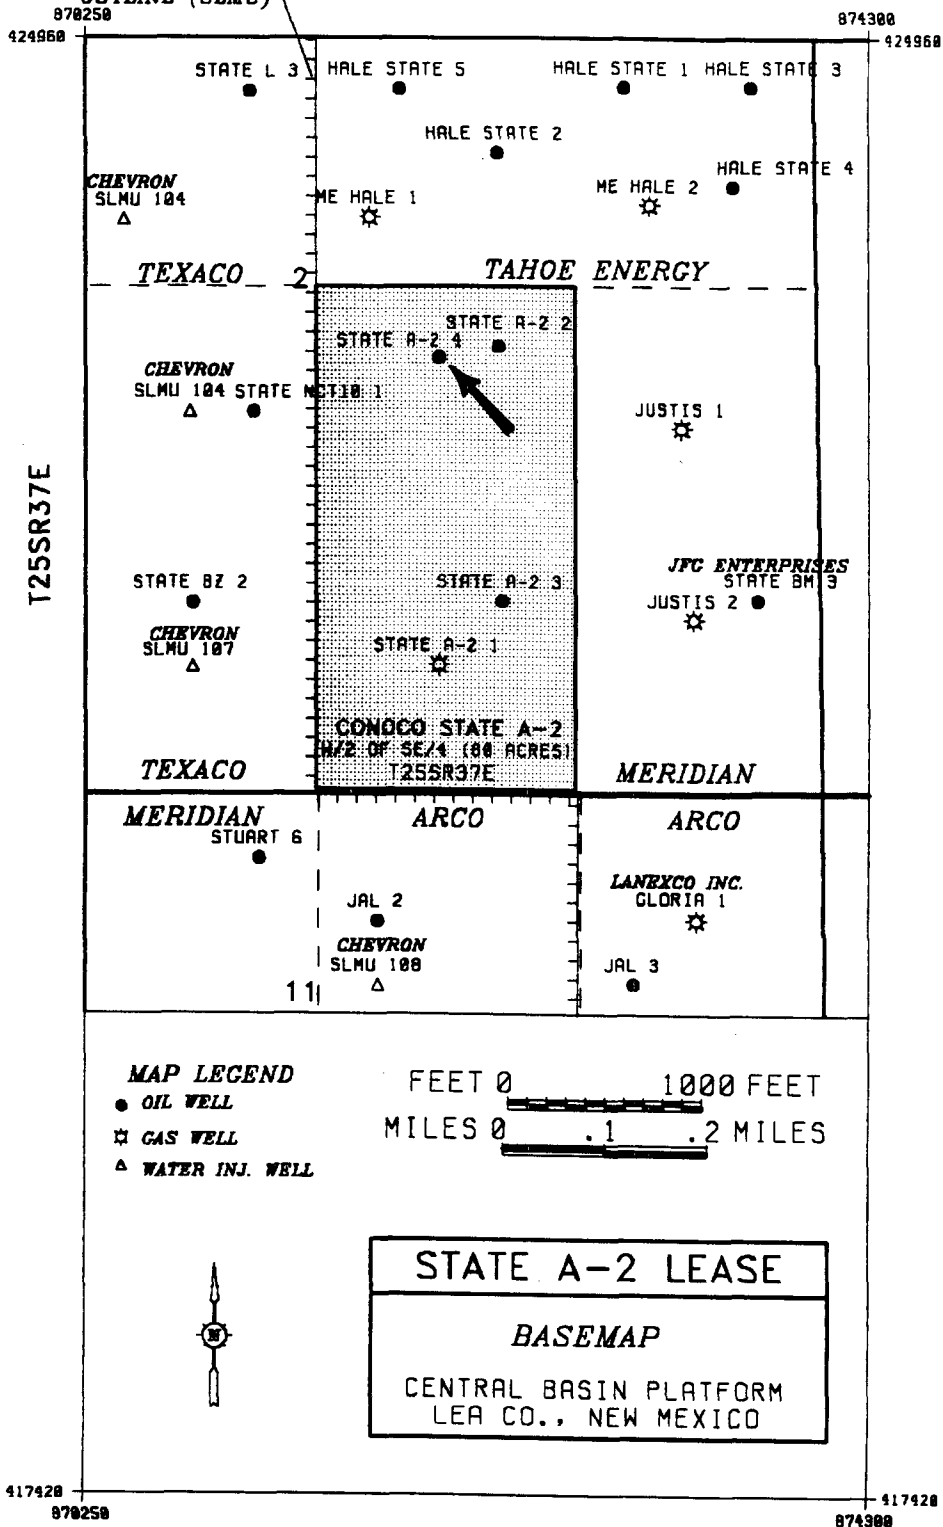 870250
874300
424960
424960
STATE L 3
HALE STATE 5
HALE STATE 1
HALE STATE 3
HALE STATE 2
HALE STATE 4
CHEVRON
SLMU 104
ME HALE 1
ME HALE 2
TEXACO
2
TAHOE ENERGY
STATE A-2 2
STATE A-2 4
CHEVRON
SLMU 104
STATE NCT10 1
JUSTIS 1
T25SR37E
STATE BZ 2
STATE A-2 3
JFC ENTERPRISES
STATE BM 3
JUSTIS 2
CHEVRON
SLMU 107
STATE A-2 1
CONOCO STATE A-2
W/2 OF SE/4 (80 ACRES)
T25SR37E
TEXACO
MERIDIAN
MERIDIAN
ARCO
ARCO
STUART 6
LANEXCO INC.
GLORIA 1
JAL 2
CHEVRON
SLMU 108
JAL 3
11
MAP LEGEND
OIL WELL
GAS WELL
WATER INJ. WELL
FEET 0 1000 FEET
MILES 0 .1 .2 MILES
N
STATE A-2 LEASE
BASEMAP
CENTRAL BASIN PLATFORM
LEA CO., NEW MEXICO
417420
417420
870250
874300